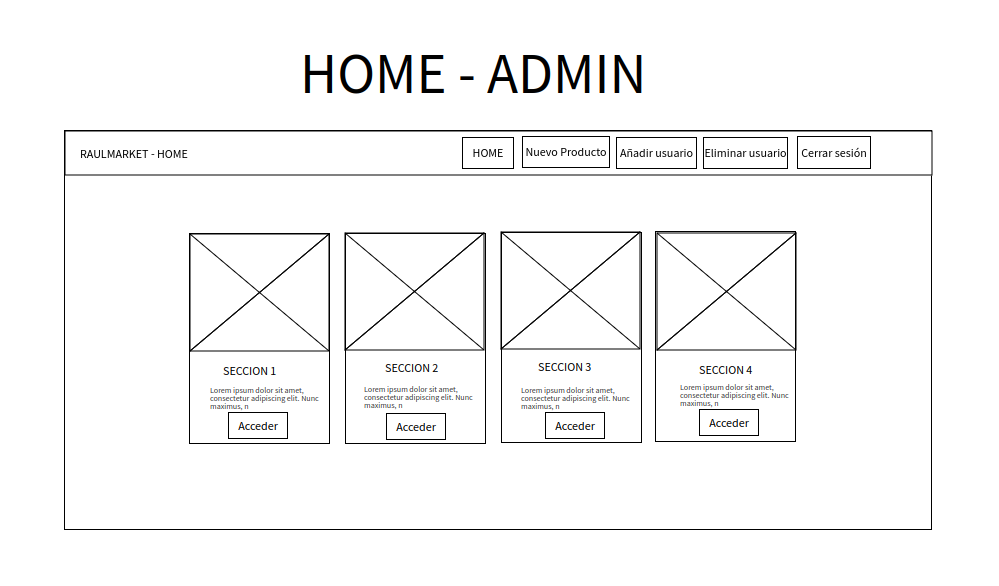 HOME - ADMIN
RAULMARKET - HOME
HOME
Nuevo Producto
Añadir usuario
Eliminar usuario
Cerrar sesión
SECCION 1
Lorem ipsum dolor sit amet,
consectetur adipiscing elit. Nunc
maximus, n
Acceder
SECCION 2
Lorem ipsum dolor sit amet,
consectetur adipiscing elit. Nunc
maximus, n
Acceder
SECCION 3
Lorem ipsum dolor sit amet,
consectetur adipiscing elit. Nunc
maximus, n
Acceder
SECCION 4
Lorem ipsum dolor sit amet,
consectetur adipiscing elit. Nunc
maximus, n
Acceder